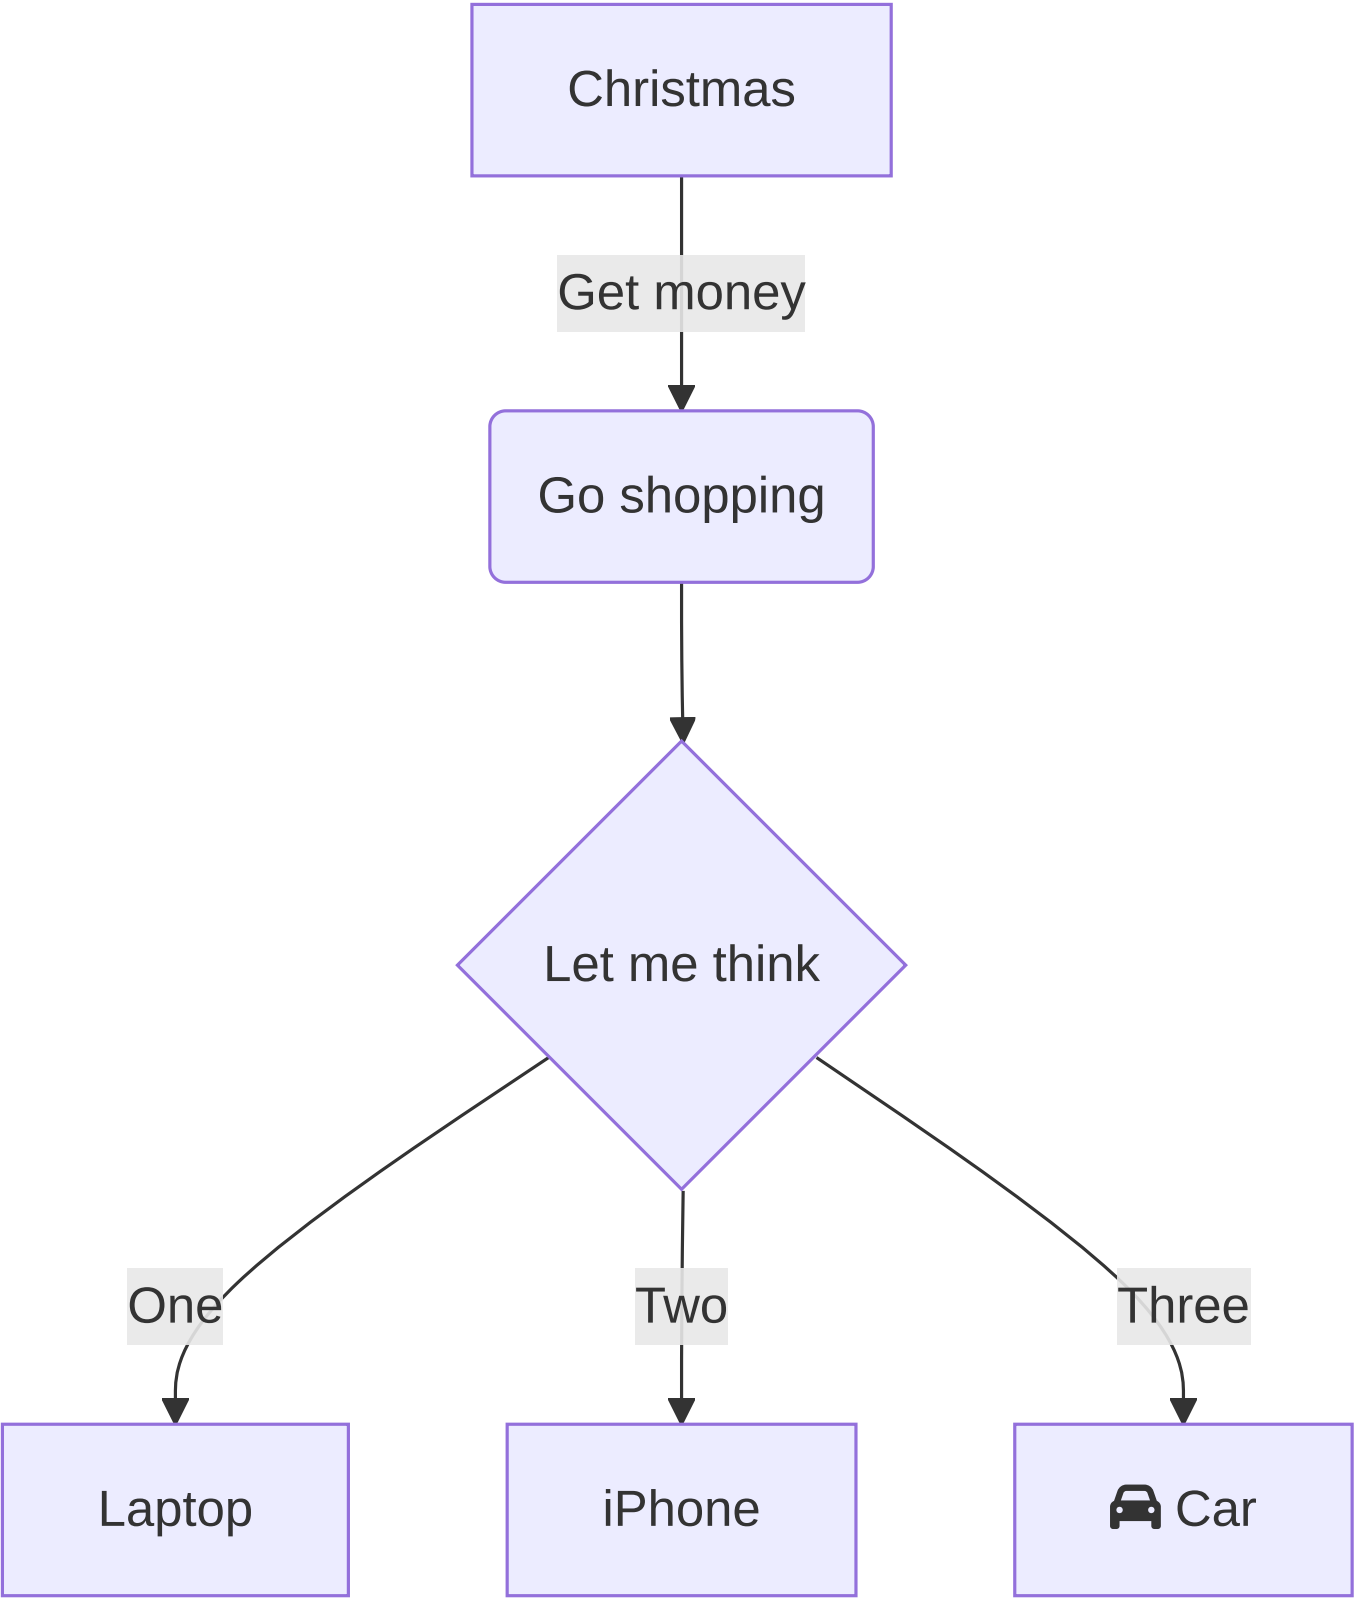 Christmas
Get money
Go shopping
Let me think
One
Two
Three
Laptop
iPhone
Car